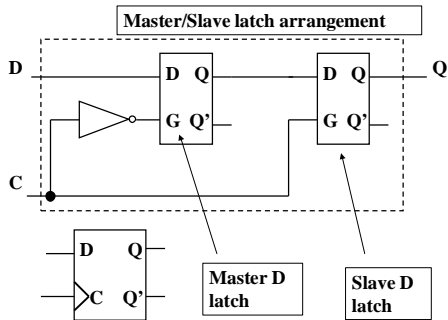 Master/Slave latch arrangement
D D Q D Q Q
G Q' G Q'
C
D Q
C Q'
Master D
latch
Slave D
latch